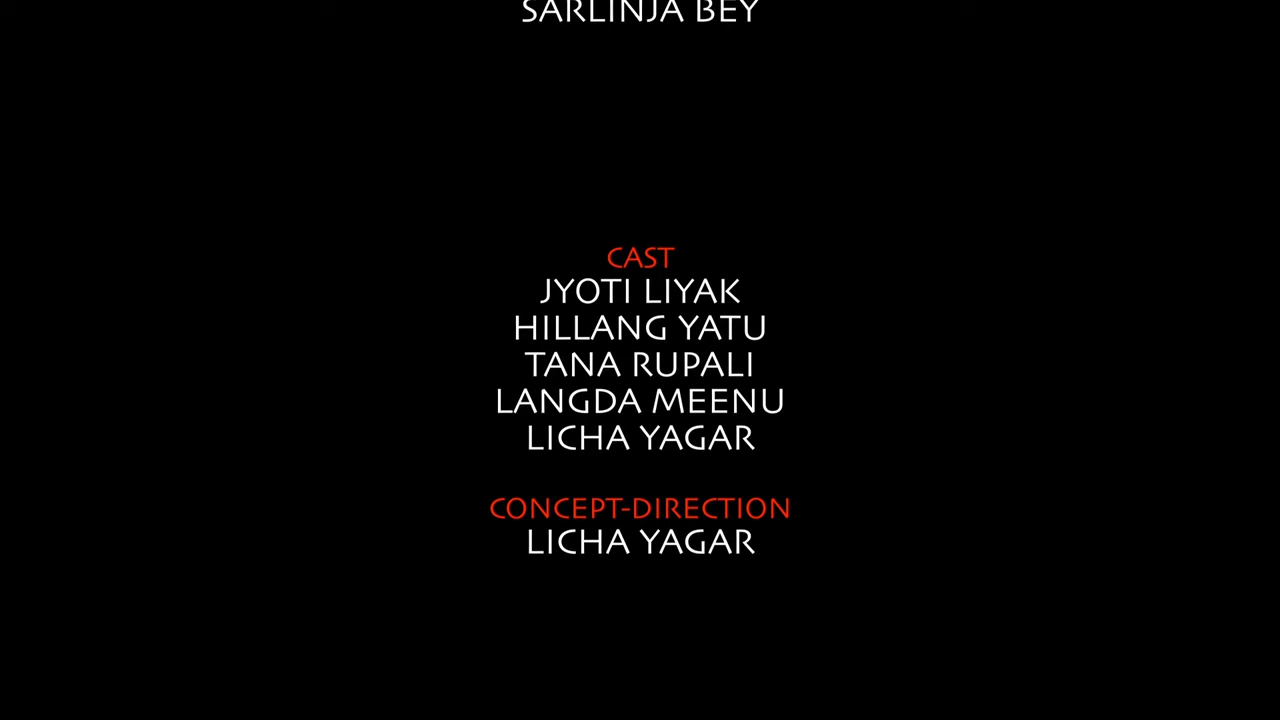 SARLINJA BEY
CAST
JYOTI LIYAK
HILLANG YATU
TANA RUPALI
LANGDA MEENU
LICHA YAGAR
CONCEPT-DIRECTION
LICHA YAGAR